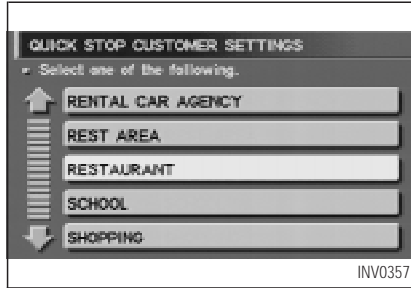 QUICK STOP CUSTOMER SETTINGS
Select one of the following.
RENTAL CAR AGENCY
REST AREA
RESTAURANT
SCHOOL
SHOPPING
INV0357